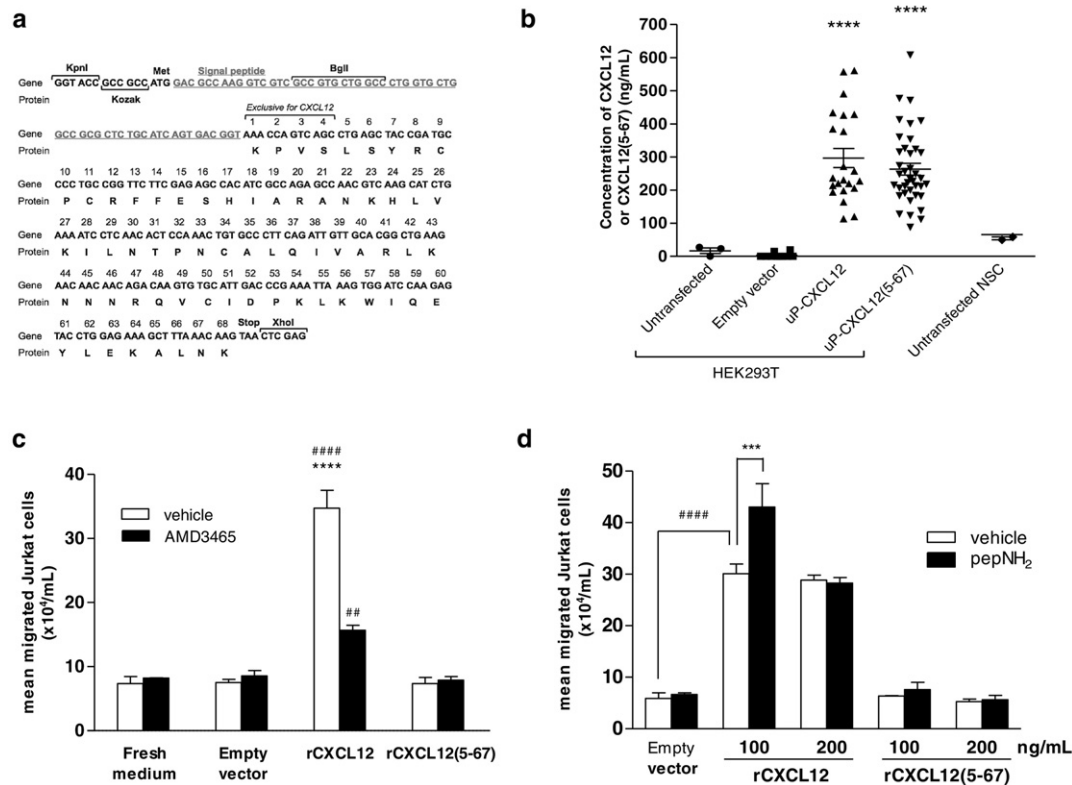 a
KpnI Met Signal peptide BglI
Gene GGT ACC GCC GCC ATG GAC GCC AAG GTC GTC GCC GTG CTG GCC CTG GTG CTG
Protein Kozak
Exclusive for CXCL12
1 2 3 4 5 6 7 8 9
Gene GCC GCG CTC TGC ATC AGT GAC GGT AAA CCA GTC AGC CTG AGC TAC CGA TGC
Protein K P V S L S Y R C
10 11 12 13 14 15 16 17 18 19 20 21 22 23 24 25 26
Gene CCC TGC CGG TTC TTC GAG AGC CAC ATC GCC AGA GCC AAC GTC AAG CAT CTG
Protein P C R F F E S H I A R A N K H L V
27 28 29 30 31 32 33 34 35 36 37 38 39 40 41 42 43
Gene AAA ATC CTC AAC ACT CCA AAC TGT GCC CTT CAG ATT GTT GCA CGG CTG AAG
Protein K I L N T P N C A L Q I V A R L K
44 45 46 47 48 49 50 51 52 53 54 55 56 57 58 59 60
Gene AAC AAC AAC AGA CAA GTG TGC ATT GAC CCG AAA TTA AAG TGG ATC CAA GAG
Protein N N N R Q V C I D P K L K W I Q E
61 62 63 64 65 66 67 68 Stop XhoI
Gene TAC CTG GAG AAA GCT TTA AAC AAG TAA CTC GAG
Protein Y L E K A L N K
b
Concentration of CXCL12
or CXCL12(5-67) (ng/mL)
700
600
500
400
300
200
100
0
**** ****
Untransfected
Empty vector
uP-CXCL12
uP-CXCL12(5-67)
Untransfected NSC
HEK293T
c
mean migrated Jurkat cells
(x10⁴/mL)
40
30
20
10
0
vehicle
AMD3465
####
****
##
Fresh medium
Empty vector
rCXCL12
rCXCL12(5-67)
d
mean migrated Jurkat cells
(x10⁴/mL)
50
40
30
20
10
0
***
####
vehicle
pepNH₂
Empty vector
100 200 100 200 ng/mL
rCXCL12 rCXCL12(5-67)